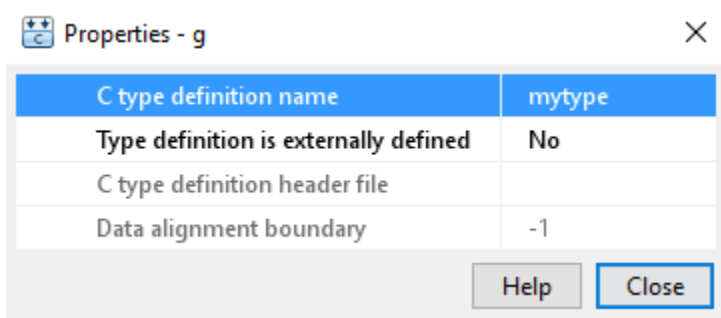 C Properties - g
C type definition name mytype
Type definition is externally defined No
C type definition header file
Data alignment boundary -1
Help Close